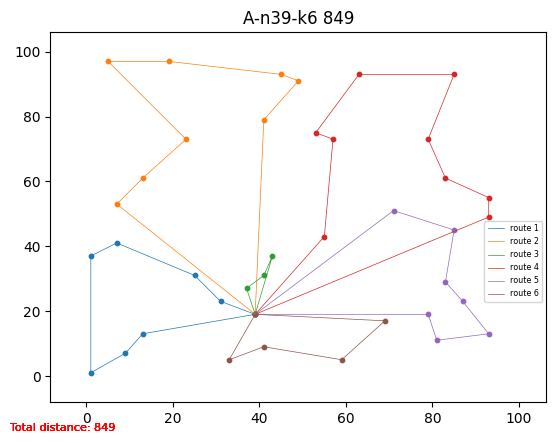 A-n39-k6 849
100
80
60
40
20
0
route 1
route 2
route 3
route 4
route 5
route 6
0 20 40 60 80 100
Total distance: 849